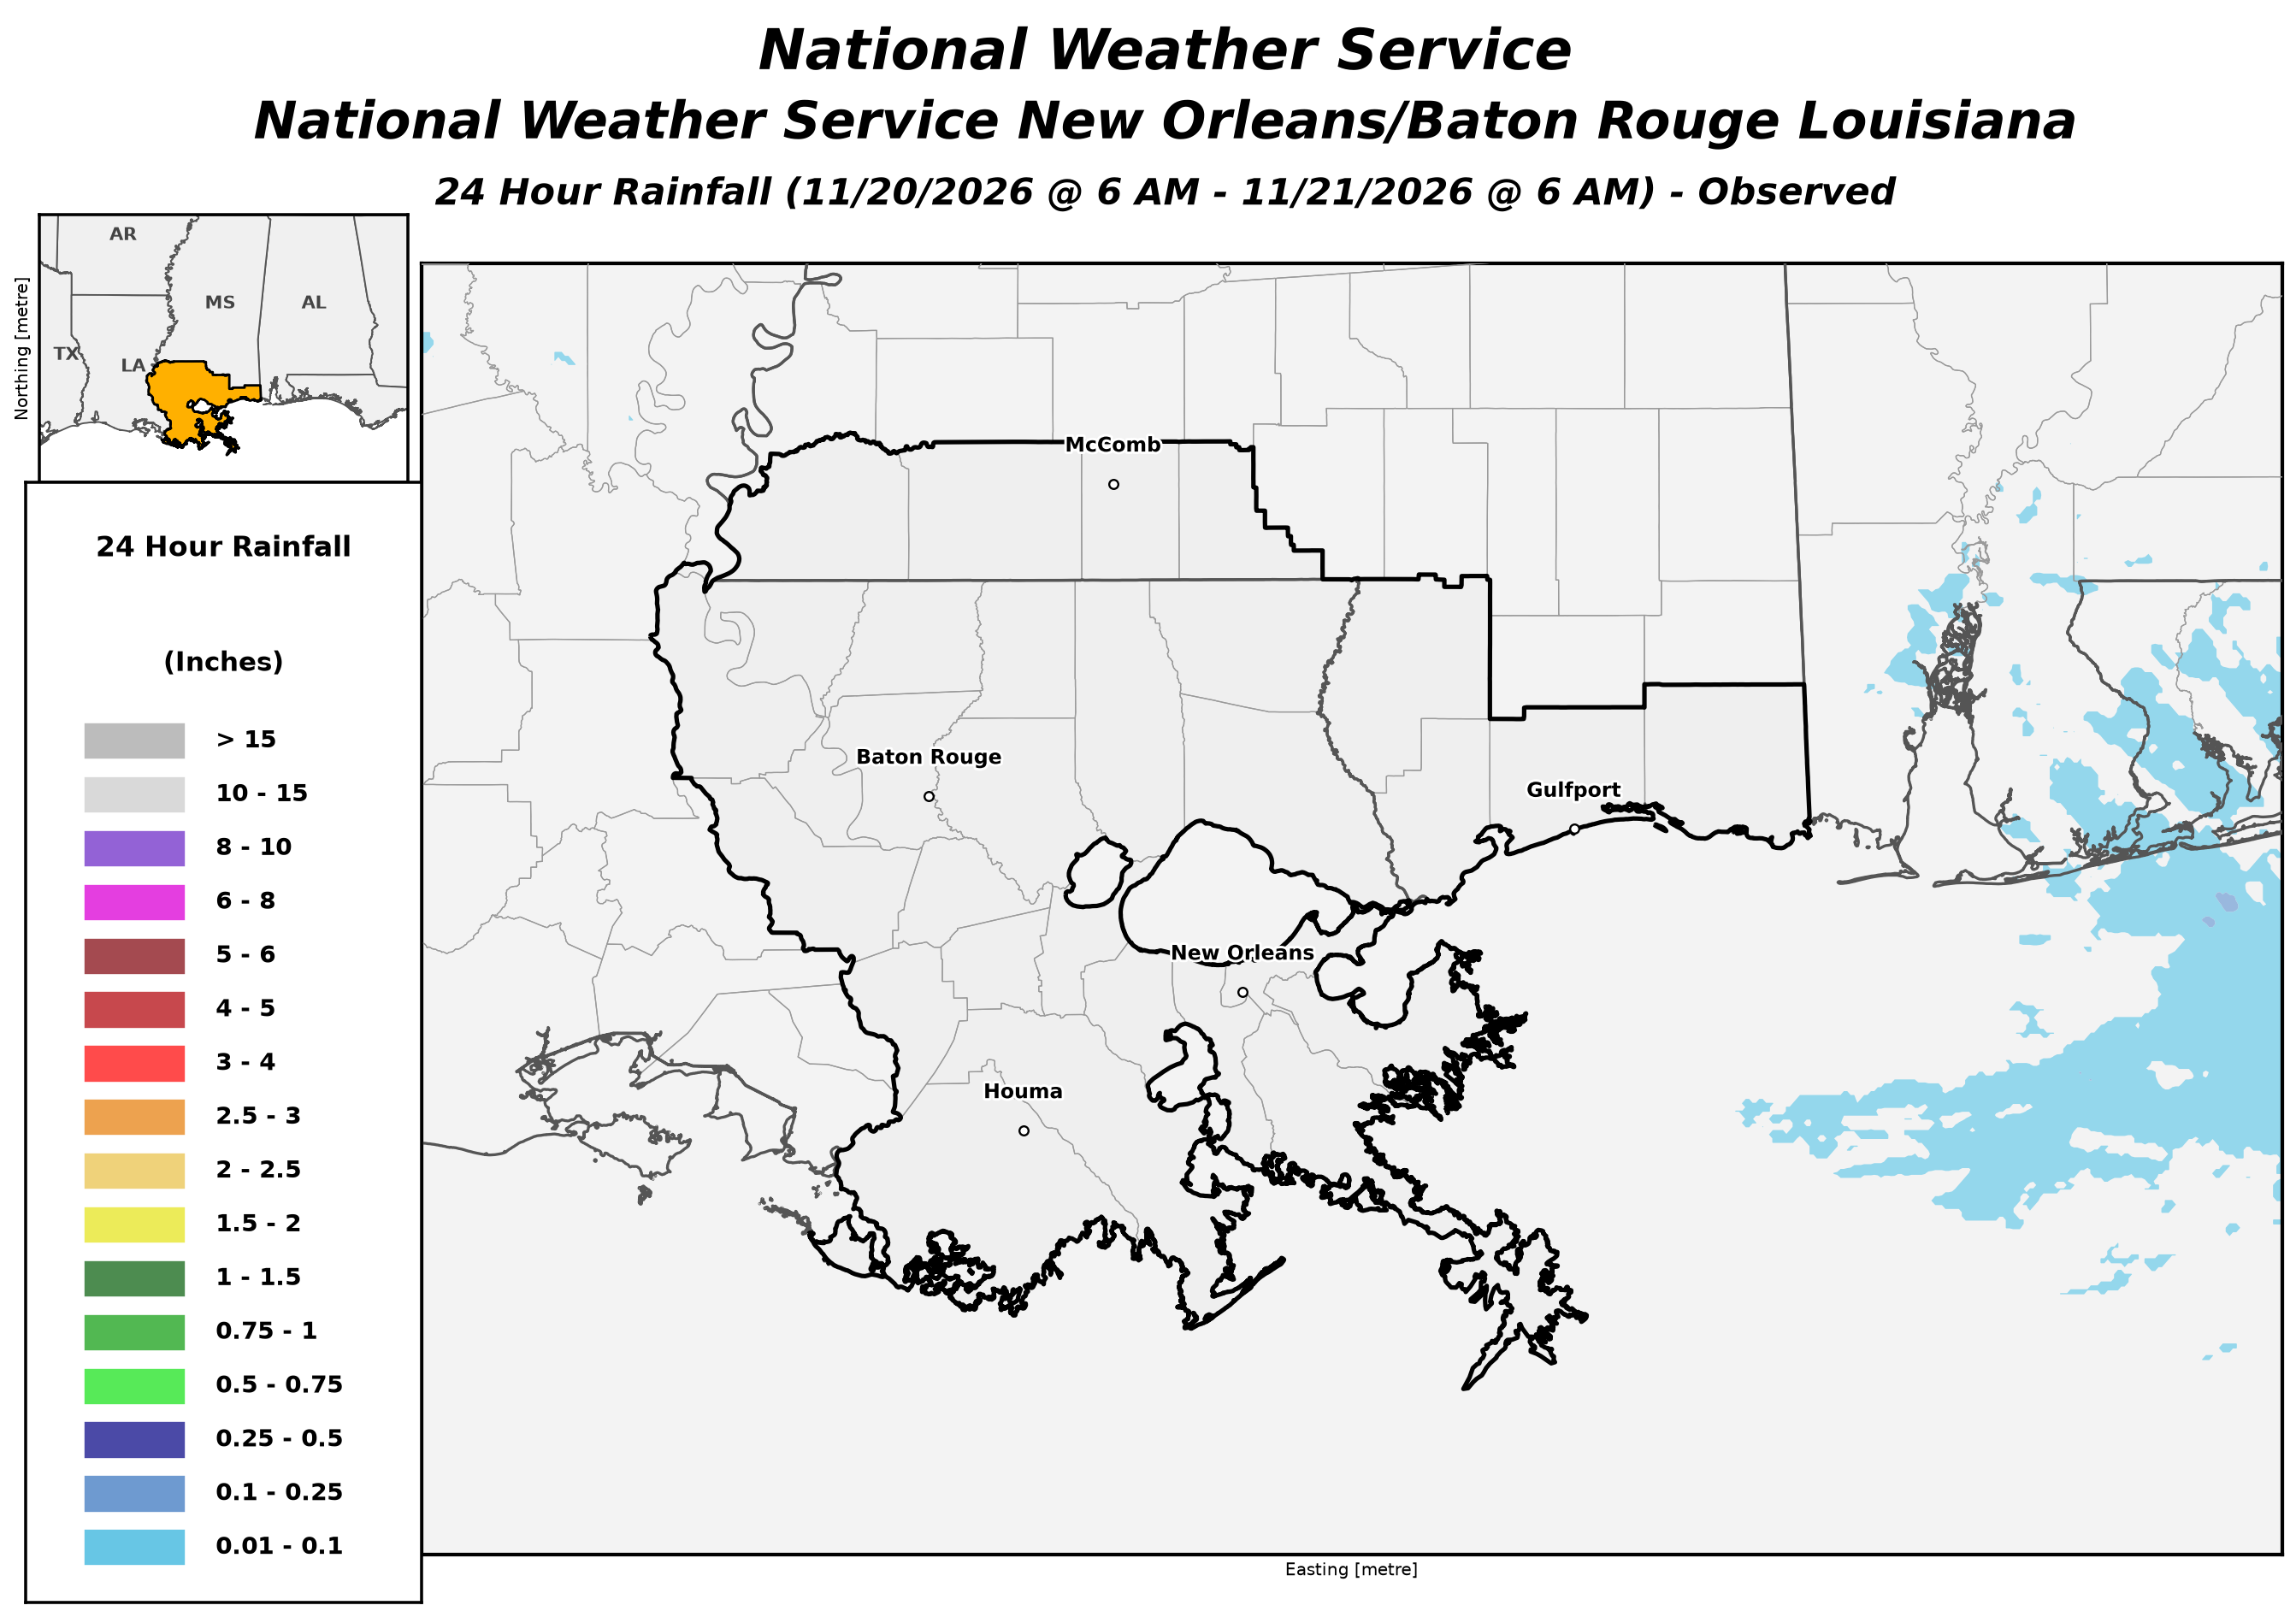 National Weather Service
National Weather Service New Orleans/Baton Rouge Louisiana
24 Hour Rainfall (11/20/2026 @ 6 AM - 11/21/2026 @ 6 AM) - Observed
Northing [metre]
AR
MS
AL
TX
LA
24 Hour Rainfall
(Inches)
> 15
10 - 15
8 - 10
6 - 8
5 - 6
4 - 5
3 - 4
2.5 - 3
2 - 2.5
1.5 - 2
1 - 1.5
0.75 - 1
0.5 - 0.75
0.25 - 0.5
0.1 - 0.25
0.01 - 0.1
McComb
Baton Rouge
Gulfport
New Orleans
Houma
Easting [metre]